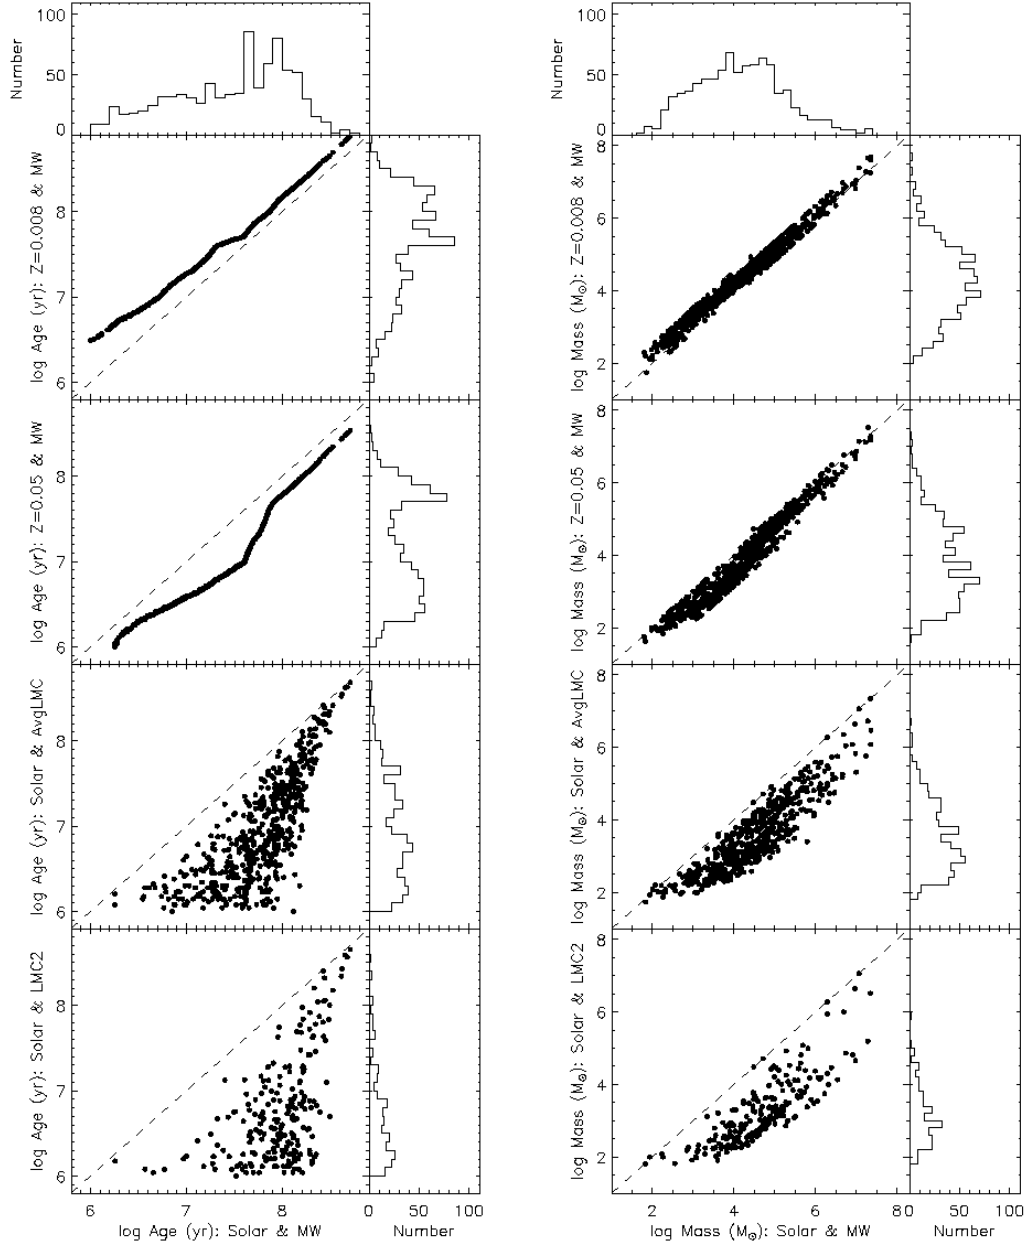 100
50
0
Number
100
50
0
Number
8
7
6
log Age (yr): Z=0.008 & MW
8
6
4
2
log Mass (M⊙): Z=0.008 & MW
8
7
6
log Age (yr): Z=0.05 & MW
8
6
4
2
log Mass (M⊙): Z=0.05 & MW
8
7
6
log Age (yr): Solar & AvgLMC
8
6
4
2
log Mass (M⊙): Solar & AvgLMC
8
7
6
log Age (yr): Solar & LMC2
8
6
4
2
log Mass (M⊙): Solar & LMC2
6 7 8 0 50 100
log Age (yr): Solar & MW Number
2 4 6 8 0 50 100
log Mass (M⊙): Solar & MW Number